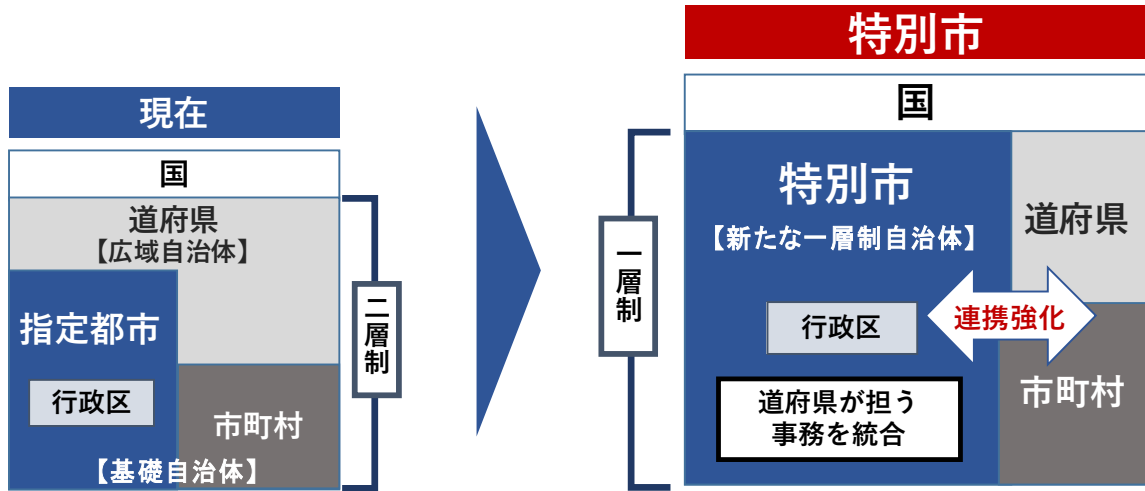 現在
国
道府県
【広域自治体】
指定都市
行政区
市町村
【基礎自治体】
二層制
特別市
国
特別市
【新たな一層制自治体】
道府県
一層制
行政区
連携強化
市町村
道府県が担う
事務を統合